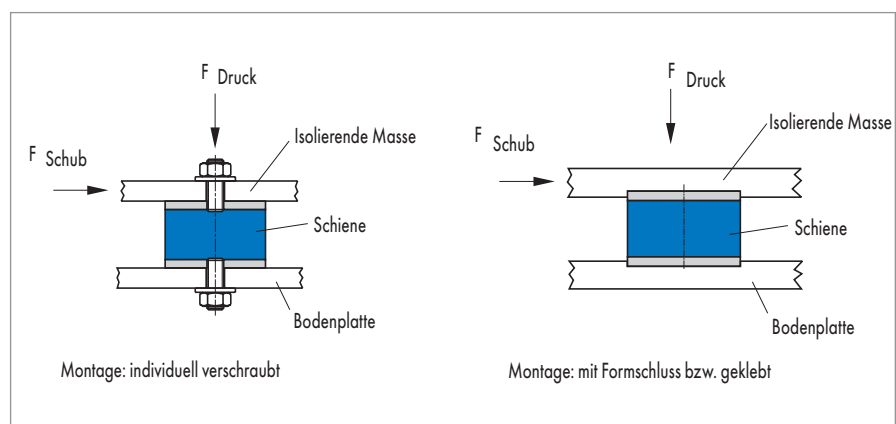 F Druck
Isolierende Masse
F Schub
Schiene
Bodenplatte
Montage: individuell verschraubt
F Druck
Isolierende Masse
F Schub
Schiene
Bodenplatte
Montage: mit Formschluss bzw. geklebt